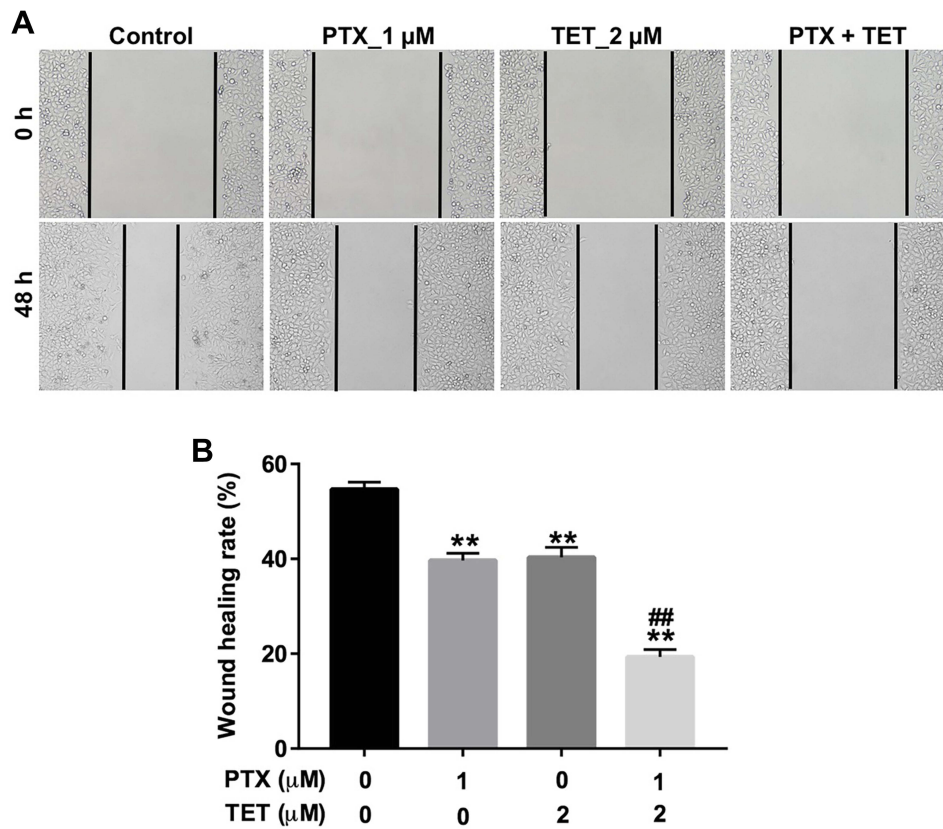 A
Control PTX_1 μM TET_2 μM PTX + TET
0 h
48 h
B
Wound healing rate (%)
60
40
20
0
** ** ##
**
PTX (μM) 0 1 0 1
TET (μM) 0 0 2 2